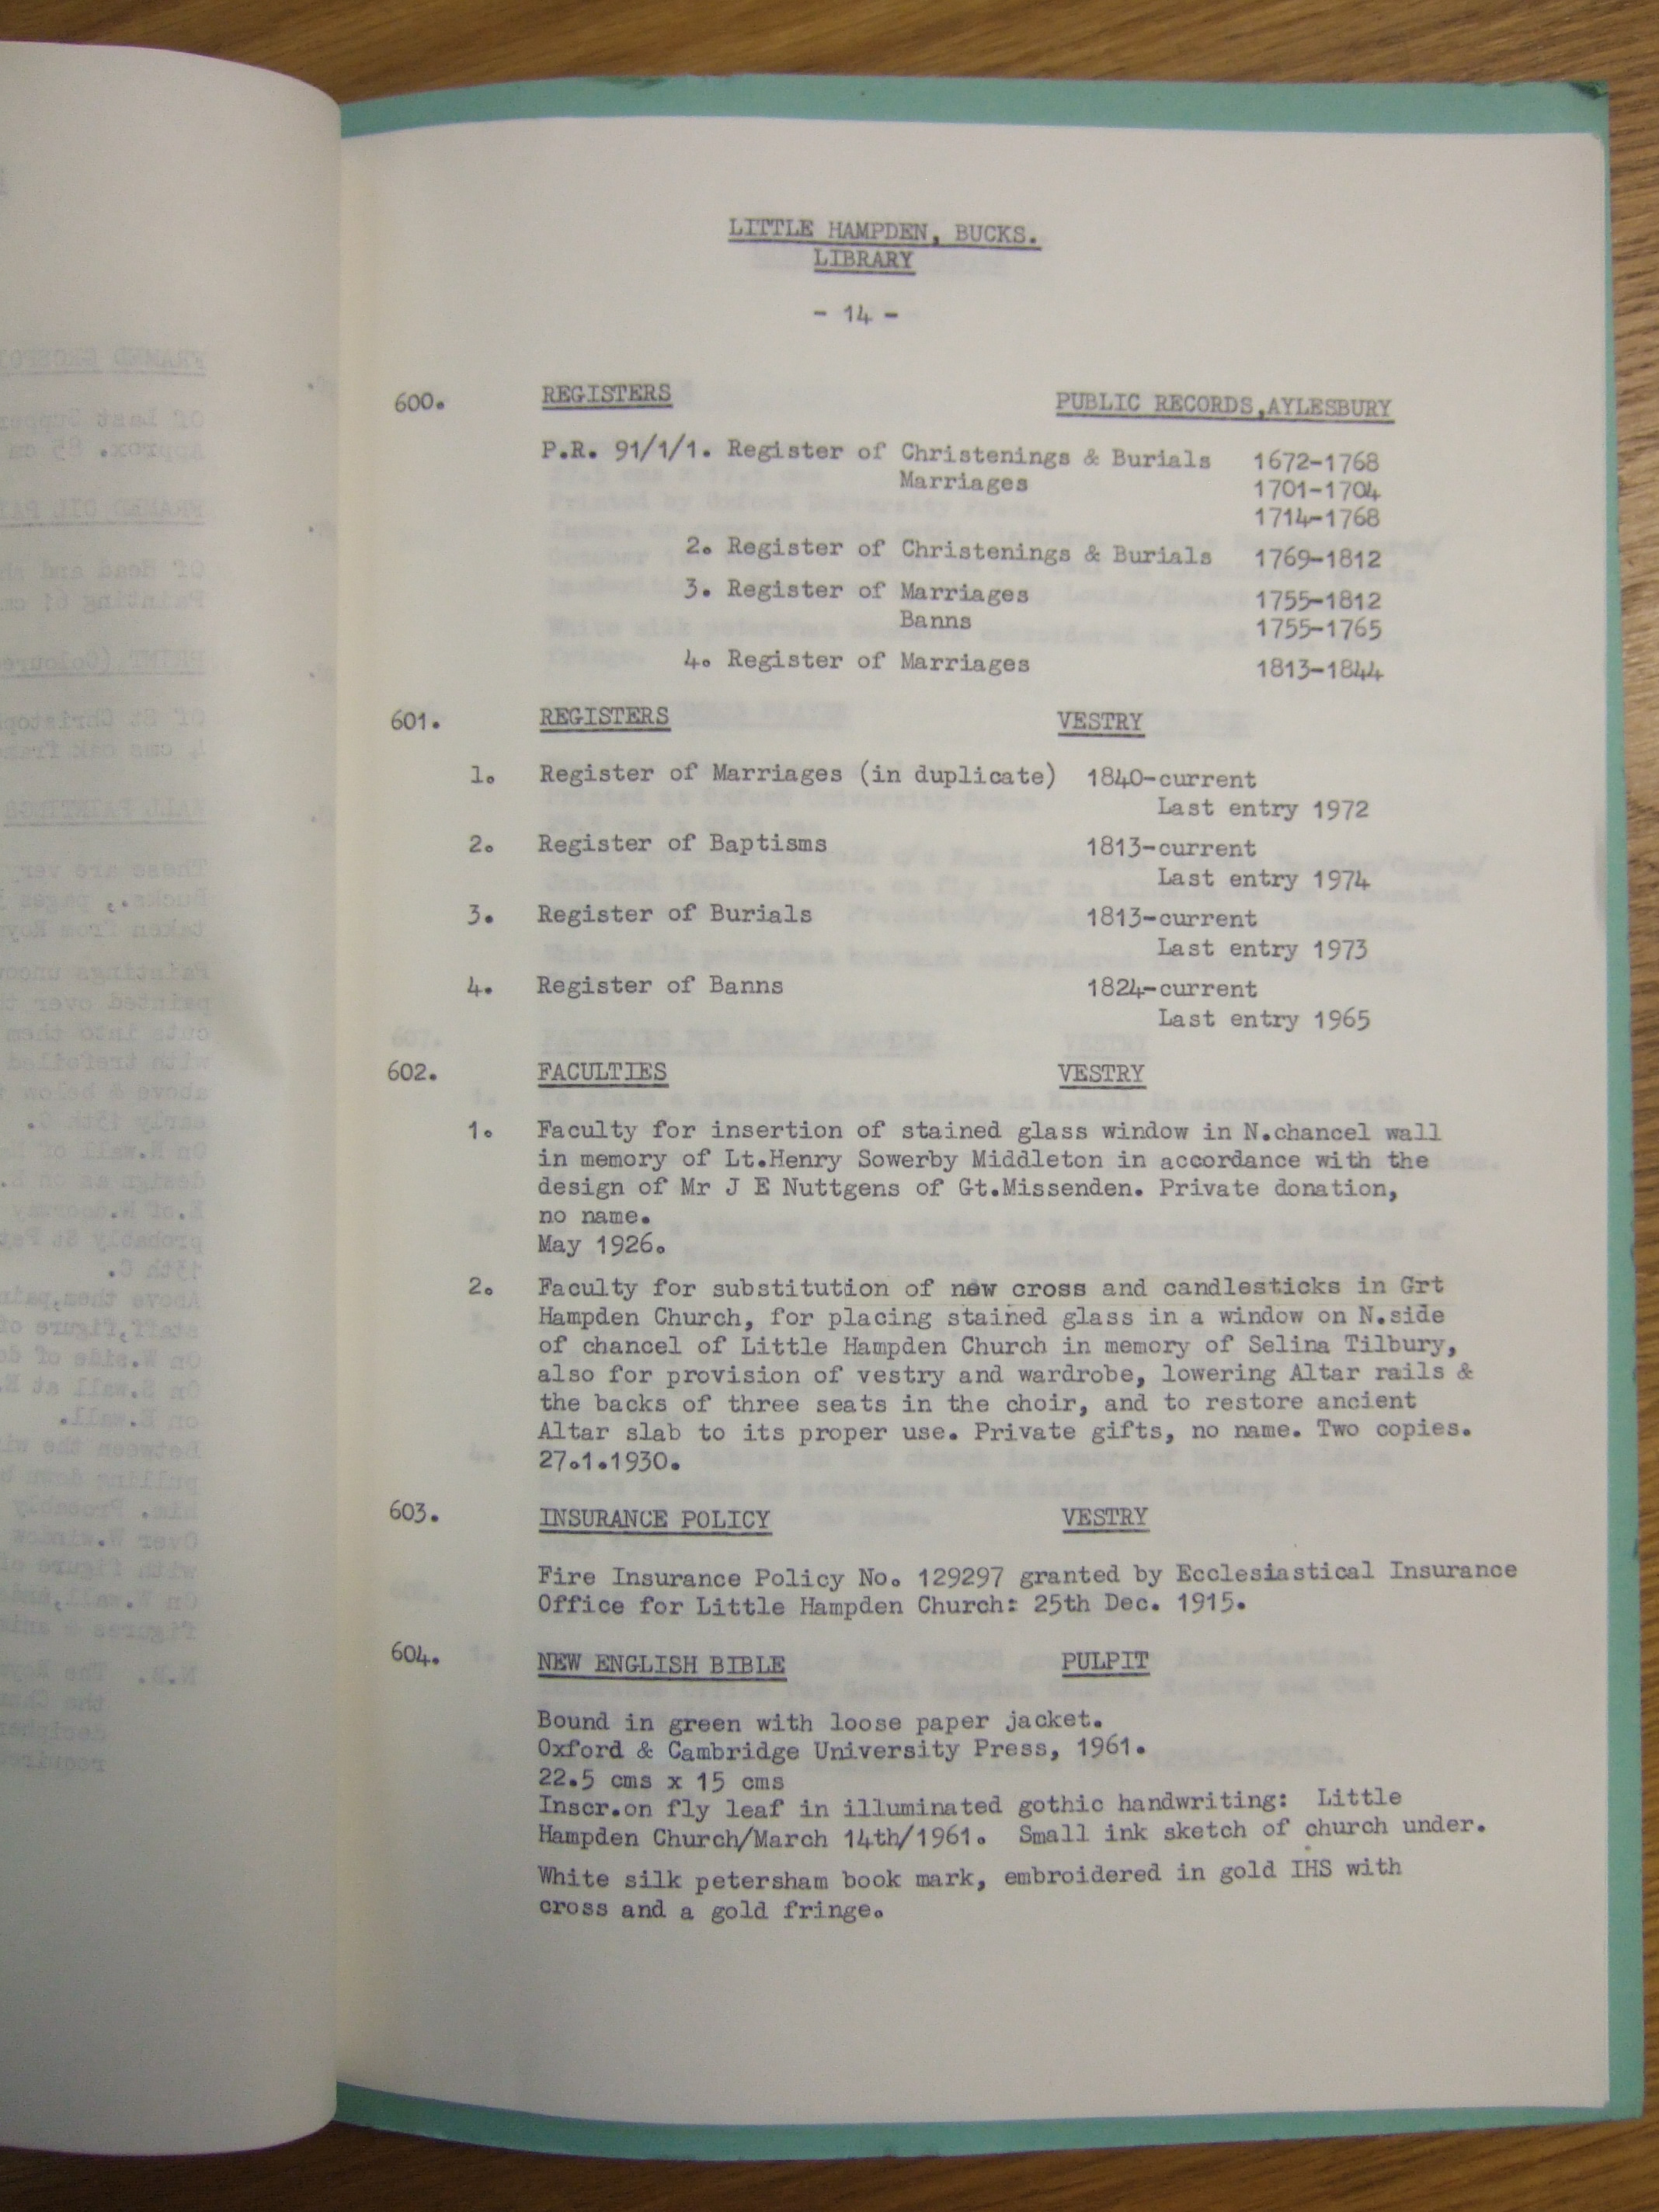 LITTLE HAMPDEN, BUCKS.
LIBRARY
- 14 -
600. REGISTERS PUBLIC RECORDS,AYLESBURY
P.R. 91/1/1. Register of Christenings & Burials 1672-1768
Marriages 1701-1704
1714-1768
2. Register of Christenings & Burials 1769-1812
3. Register of Marriages 1755-1812
Banns 1755-1765
4. Register of Marriages 1813-1844
601. REGISTERS VESTRY
1. Register of Marriages (in duplicate) 1840-current
Last entry 1972
2. Register of Baptisms 1813-current
Last entry 1974
3. Register of Burials 1813-current
Last entry 1973
4. Register of Banns 1824-current
Last entry 1965
602. FACULTIES VESTRY
1. Faculty for insertion of stained glass window in N.chancel wall
in memory of Lt.Henry Sowerby Middleton in accordance with the
design of Mr J E Nuttgens of Gt.Missenden. Private donation,
no name.
May 1926.
2. Faculty for substitution of new cross and candlesticks in Grt
Hampden Church, for placing stained glass in a window on N.side
of chancel of Little Hampden Church in memory of Selina Tilbury,
also for provision of vestry and wardrobe, lowering Altar rails &
the backs of three seats in the choir, and to restore ancient
Altar slab to its proper use. Private gifts, no name. Two copies.
27.1.1930.
603. INSURANCE POLICY VESTRY
Fire Insurance Policy No. 129297 granted by Ecclesiastical Insurance
Office for Little Hampden Church: 25th Dec. 1915.
604. NEW ENGLISH BIBLE PULPIT
Bound in green with loose paper jacket.
Oxford & Cambridge University Press, 1961.
22.5 cms x 15 cms
Inscr.on fly leaf in illuminated gothic handwriting: Little
Hampden Church/March 14th/1961. Small ink sketch of church under.
White silk petersham book mark, embroidered in gold IHS with
cross and a gold fringe.